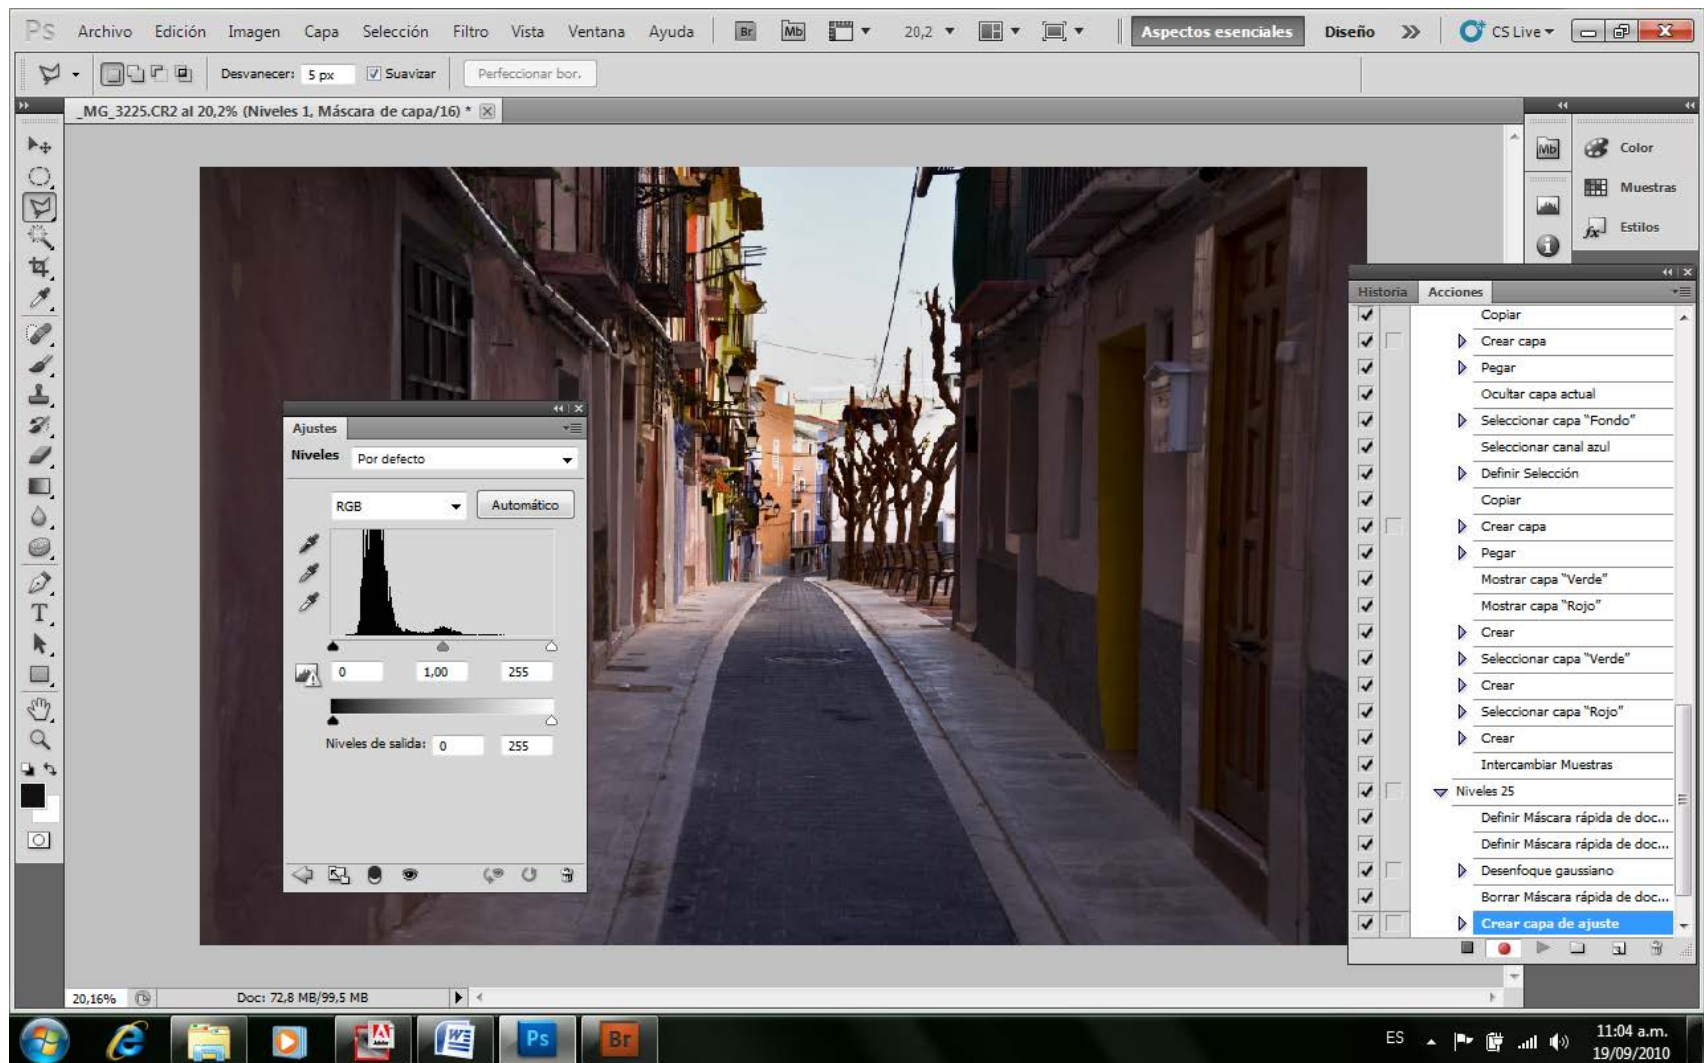 Ps Archivo Edición Imagen Capa Selección Filtro Vista Ventana Ayuda Br Mb 20,2 Aspectos esenciales Diseño CS Live
Desvanecer: 5 px Suavizar Perfeccionar bor.
_MG_3225.CR2 al 20,2% (Niveles 1, Máscara de capa/16) *
Mb Color
Muestras
Estilos
Historia Acciones
Copiar
Crear capa
Pegar
Ocultar capa actual
Seleccionar capa "Fondo"
Seleccionar canal azul
Definir Selección
Copiar
Crear capa
Pegar
Mostrar capa "Verde"
Mostrar capa "Rojo"
Crear
Seleccionar capa "Verde"
Crear
Seleccionar capa "Rojo"
Crear
Intercambiar Muestras
Niveles 25
Definir Máscara rápida de doc...
Definir Máscara rápida de doc...
Desenfoque gaussiano
Borrar Máscara rápida de doc...
Crear capa de ajuste
Ajustes
Niveles Por defecto
RGB Automático
0 1,00 255
Niveles de salida: 0 255
20,16% Doc: 72,8 MB/99,5 MB
Adobe W Ps Br ES 11:04 a.m.
19/09/2010